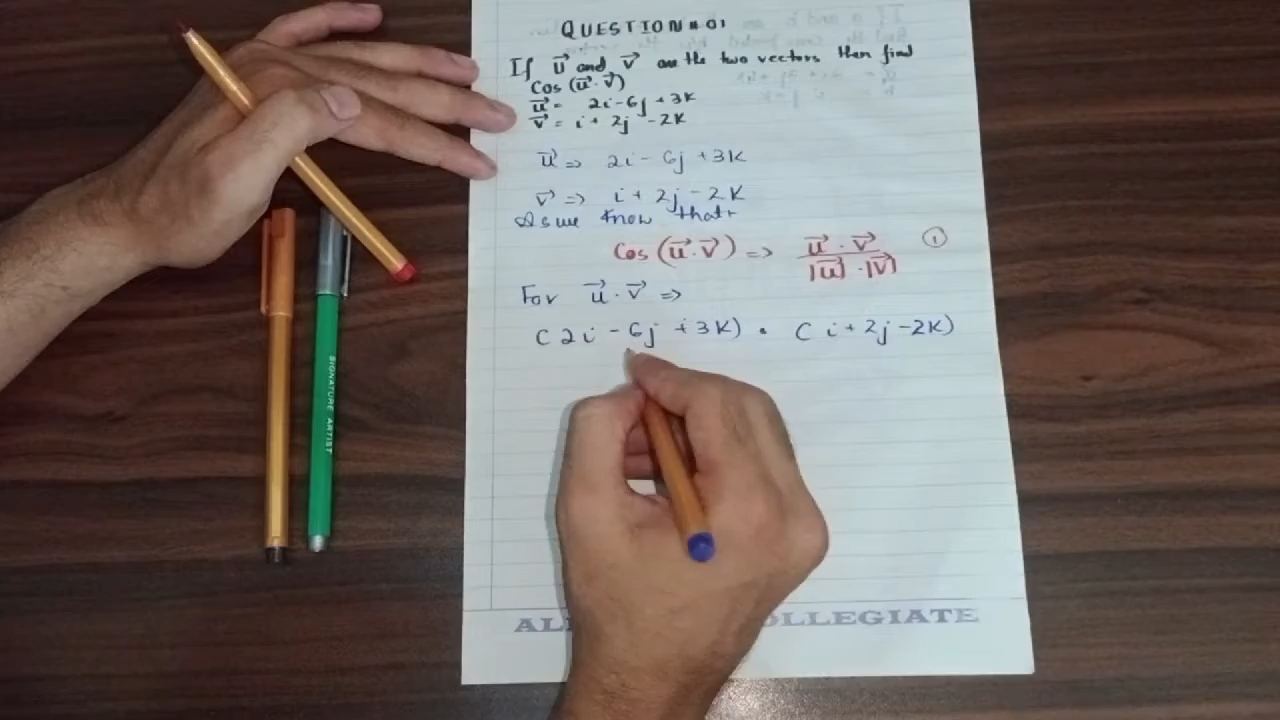 QUESTION # 01
If u⃗ and v⃗ are the two vectors then find
Cos (u⃗ · v⃗)
u⃗ = 2i - 6j + 3K
v⃗ = i + 2j - 2K
u⃗ => 2i - 6j + 3K
v⃗ => i + 2j - 2K
As we know that
Cos (u⃗ · v⃗) => u⃗ · v⃗ / |u⃗| · |v⃗| ①
For u⃗ · v⃗ =>
( 2i - 6j + 3K) . ( i + 2j - 2K)
SIGNATURE ARTIST